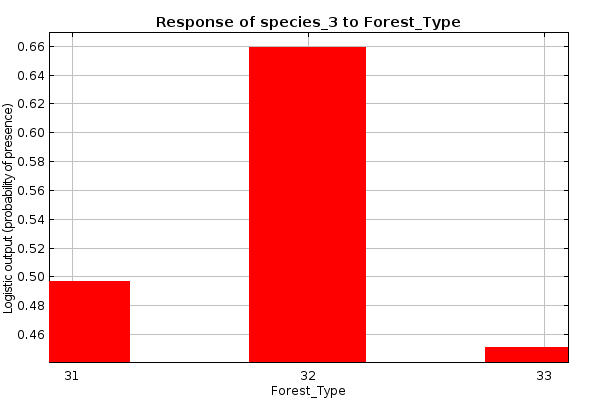 Response of species_3 to Forest_Type
Logistic output (probability of presence)
0.66
0.64
0.62
0.60
0.58
0.56
0.54
0.52
0.50
0.48
0.46
31 32 33
Forest_Type